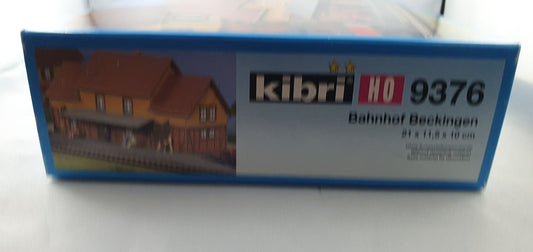 kibri HO 9376
Bahnhof Beckingen
21 x 11,5 x 10 cm